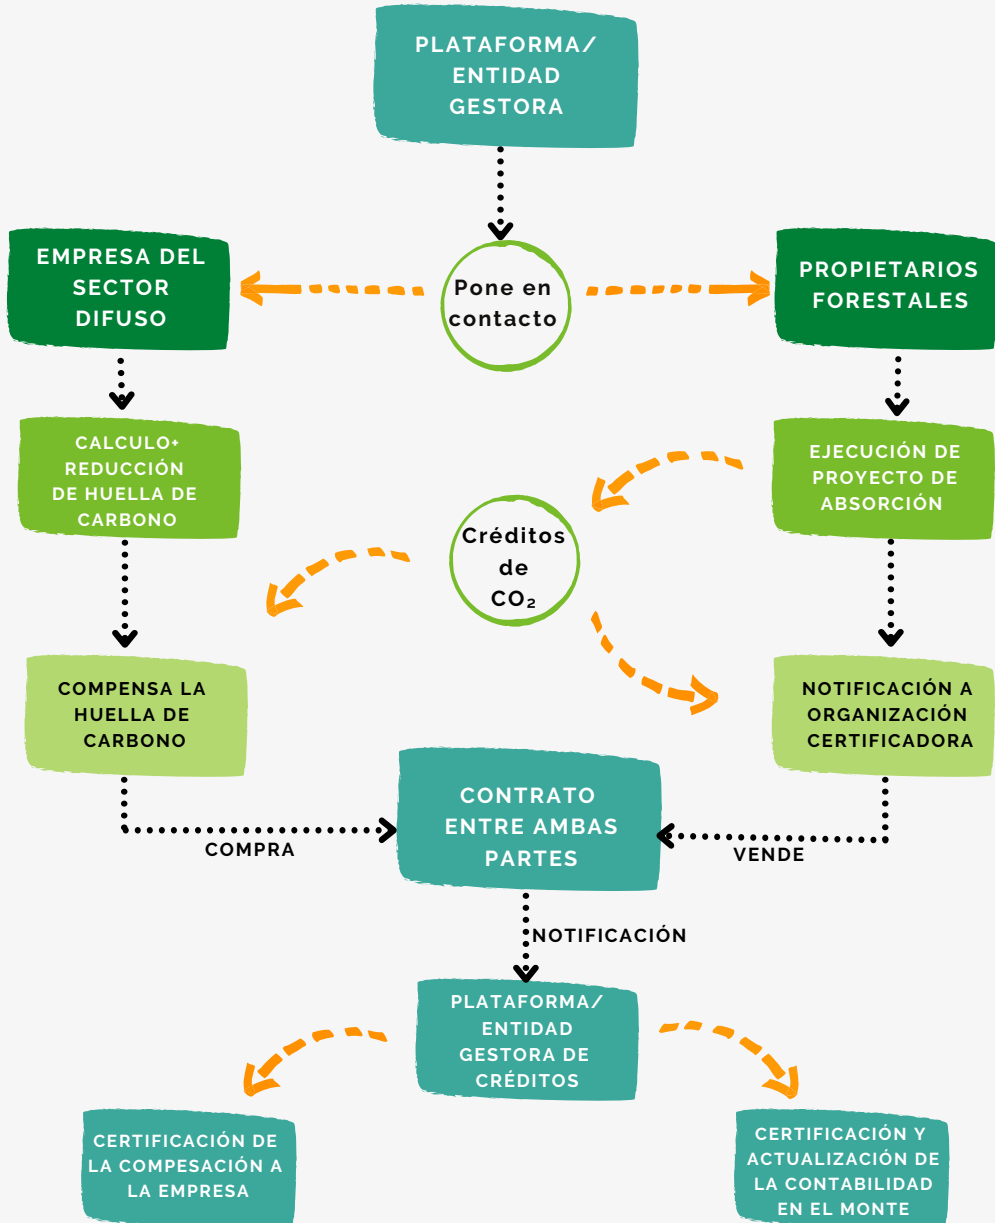 PLATAFORMA/
ENTIDAD
GESTORA
Pone en
contacto
EMPRESA DEL
SECTOR
DIFUSO
PROPIETARIOS
FORESTALES
CALCULO+
REDUCCIÓN
DE HUELLA DE
CARBONO
EJECUCIÓN DE
PROYECTO DE
ABSORCIÓN
Créditos
de
CO₂
COMPENSA LA
HUELLA DE
CARBONO
NOTIFICACIÓN A
ORGANIZACIÓN
CERTIFICADORA
CONTRATO
ENTRE AMBAS
PARTES
COMPRA
VENDE
NOTIFICACIÓN
PLATAFORMA/
ENTIDAD
GESTORA DE
CRÉDITOS
CERTIFICACIÓN DE
LA COMPESACIÓN A
LA EMPRESA
CERTIFICACIÓN Y
ACTUALIZACIÓN DE
LA CONTABILIDAD
EN EL MONTE